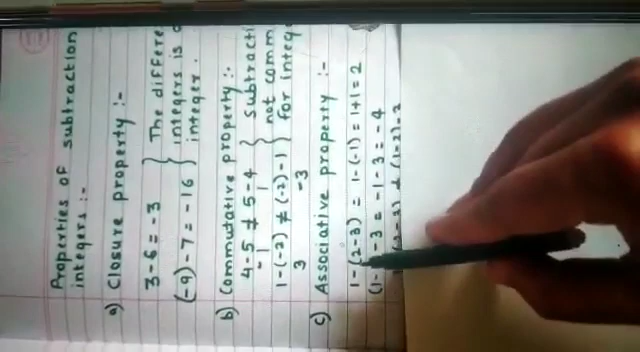 Properties of subtraction
integers :-
a) Closure property :-
3-6 = -3 } The differe
(-9) -7 = -16 } integers is
integer.
b) Commutative property :-
4-5 ≠ 5-4 } subtracti
-1 1 } not comm
1-(-2) ≠ (-2)-1 } for integ
3 -3
c) Associative property :-
1-(2-3) = 1-(-1) = 1+1 = 2
(1- -3 = -1-3 = -4